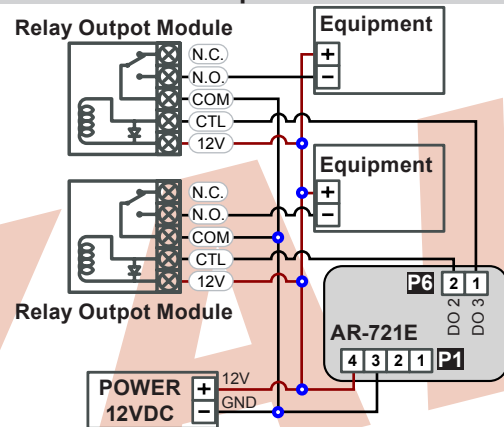 Relay Outpot Module
N.C.
N.O.
COM
CTL
12V
Equipment
+
−
N.C.
N.O.
COM
CTL
12V
Relay Outpot Module
Equipment
+
−
P6
2 1
DO 2
DO 3
AR-721E
4 3 2 1
P1
POWER
12VDC
+
−
12V
GND